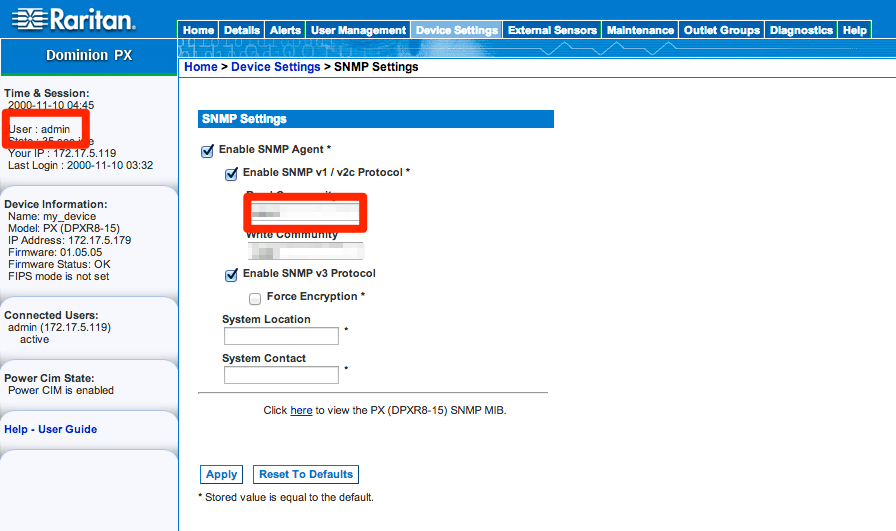 Raritan.
Home Details Alerts User Management Device Settings External Sensors Maintenance Outlet Groups Diagnostics Help
Dominion PX
Home > Device Settings > SNMP Settings
Time & Session:
2000-11-10 04:45
User : admin
Your IP : 172.17.5.119
Last Login : 2000-11-10 03:32
Device Information:
Name: my_device
Model: PX (DPXR8-15)
IP Address: 172.17.5.179
Firmware: 01.05.05
Firmware Status: OK
FIPS mode is not set
Connected Users:
admin (172.17.5.119)
active
Power Cim State:
Power CIM is enabled
Help - User Guide
SNMP Settings
Enable SNMP Agent *
Enable SNMP v1 / v2c Protocol *
Write Community
Enable SNMP v3 Protocol
Force Encryption *
System Location
*
System Contact
*
Click here to view the PX (DPXR8-15) SNMP MIB.
Apply Reset To Defaults
* Stored value is equal to the default.